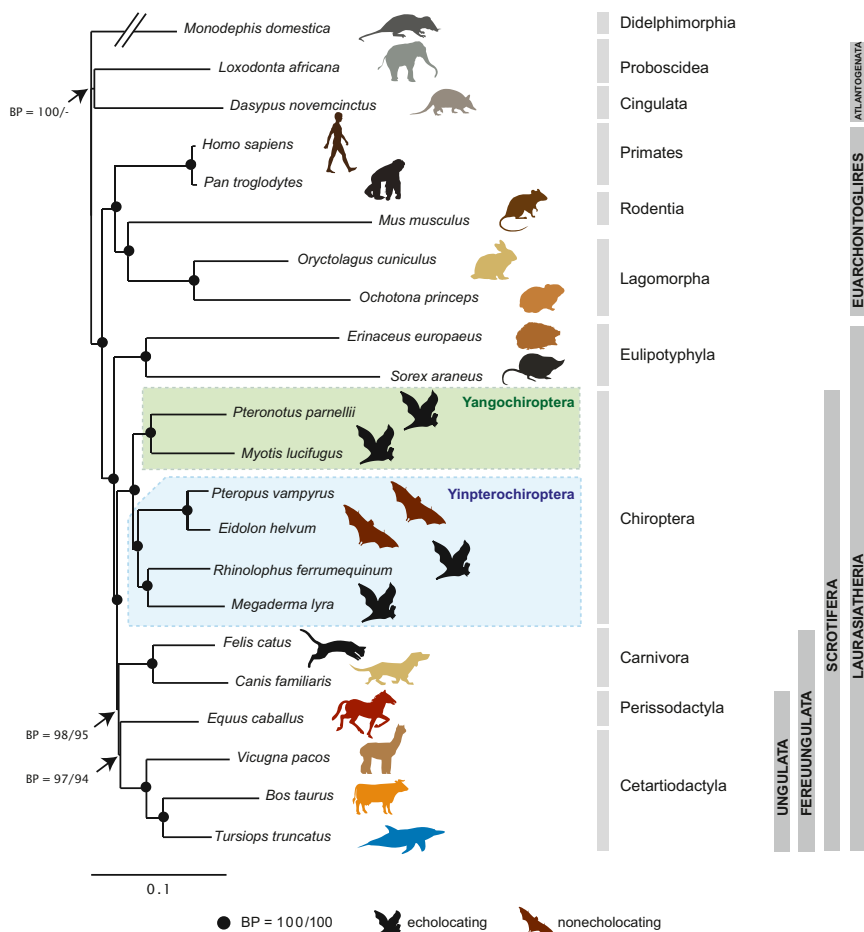 Monodephis domestica
Didelphimorphia
Loxodonta africana
Proboscidea
BP = 100/-
Dasypus novemcinctus
Cingulata
ATLANTOGENATA
Homo sapiens
Primates
Pan troglodytes
Mus musculus
Rodentia
Oryctolagus cuniculus
Lagomorpha
Ochotona princeps
EUARCHONTOGLIRES
Erinaceus europaeus
Eulipotyphyla
Sorex araneus
Yangochiroptera
Pteronotus parnellii
Myotis lucifugus
Yinpterochiroptera
Pteropus vampyrus
Chiroptera
Eidolon helvum
Rhinolophus ferrumequinum
Megaderma lyra
Felis catus
Carnivora
Canis familiaris
BP = 98/95
Equus caballus
Perissodactyla
BP = 97/94
Vicugna pacos
Cetartiodactyla
Bos taurus
Tursiops truncatus
UNGULATA
FEREUUNGULATA
SCROTIFERA
LAURASIATHERIA
0.1
BP = 100/100
echolocating
nonecholocating